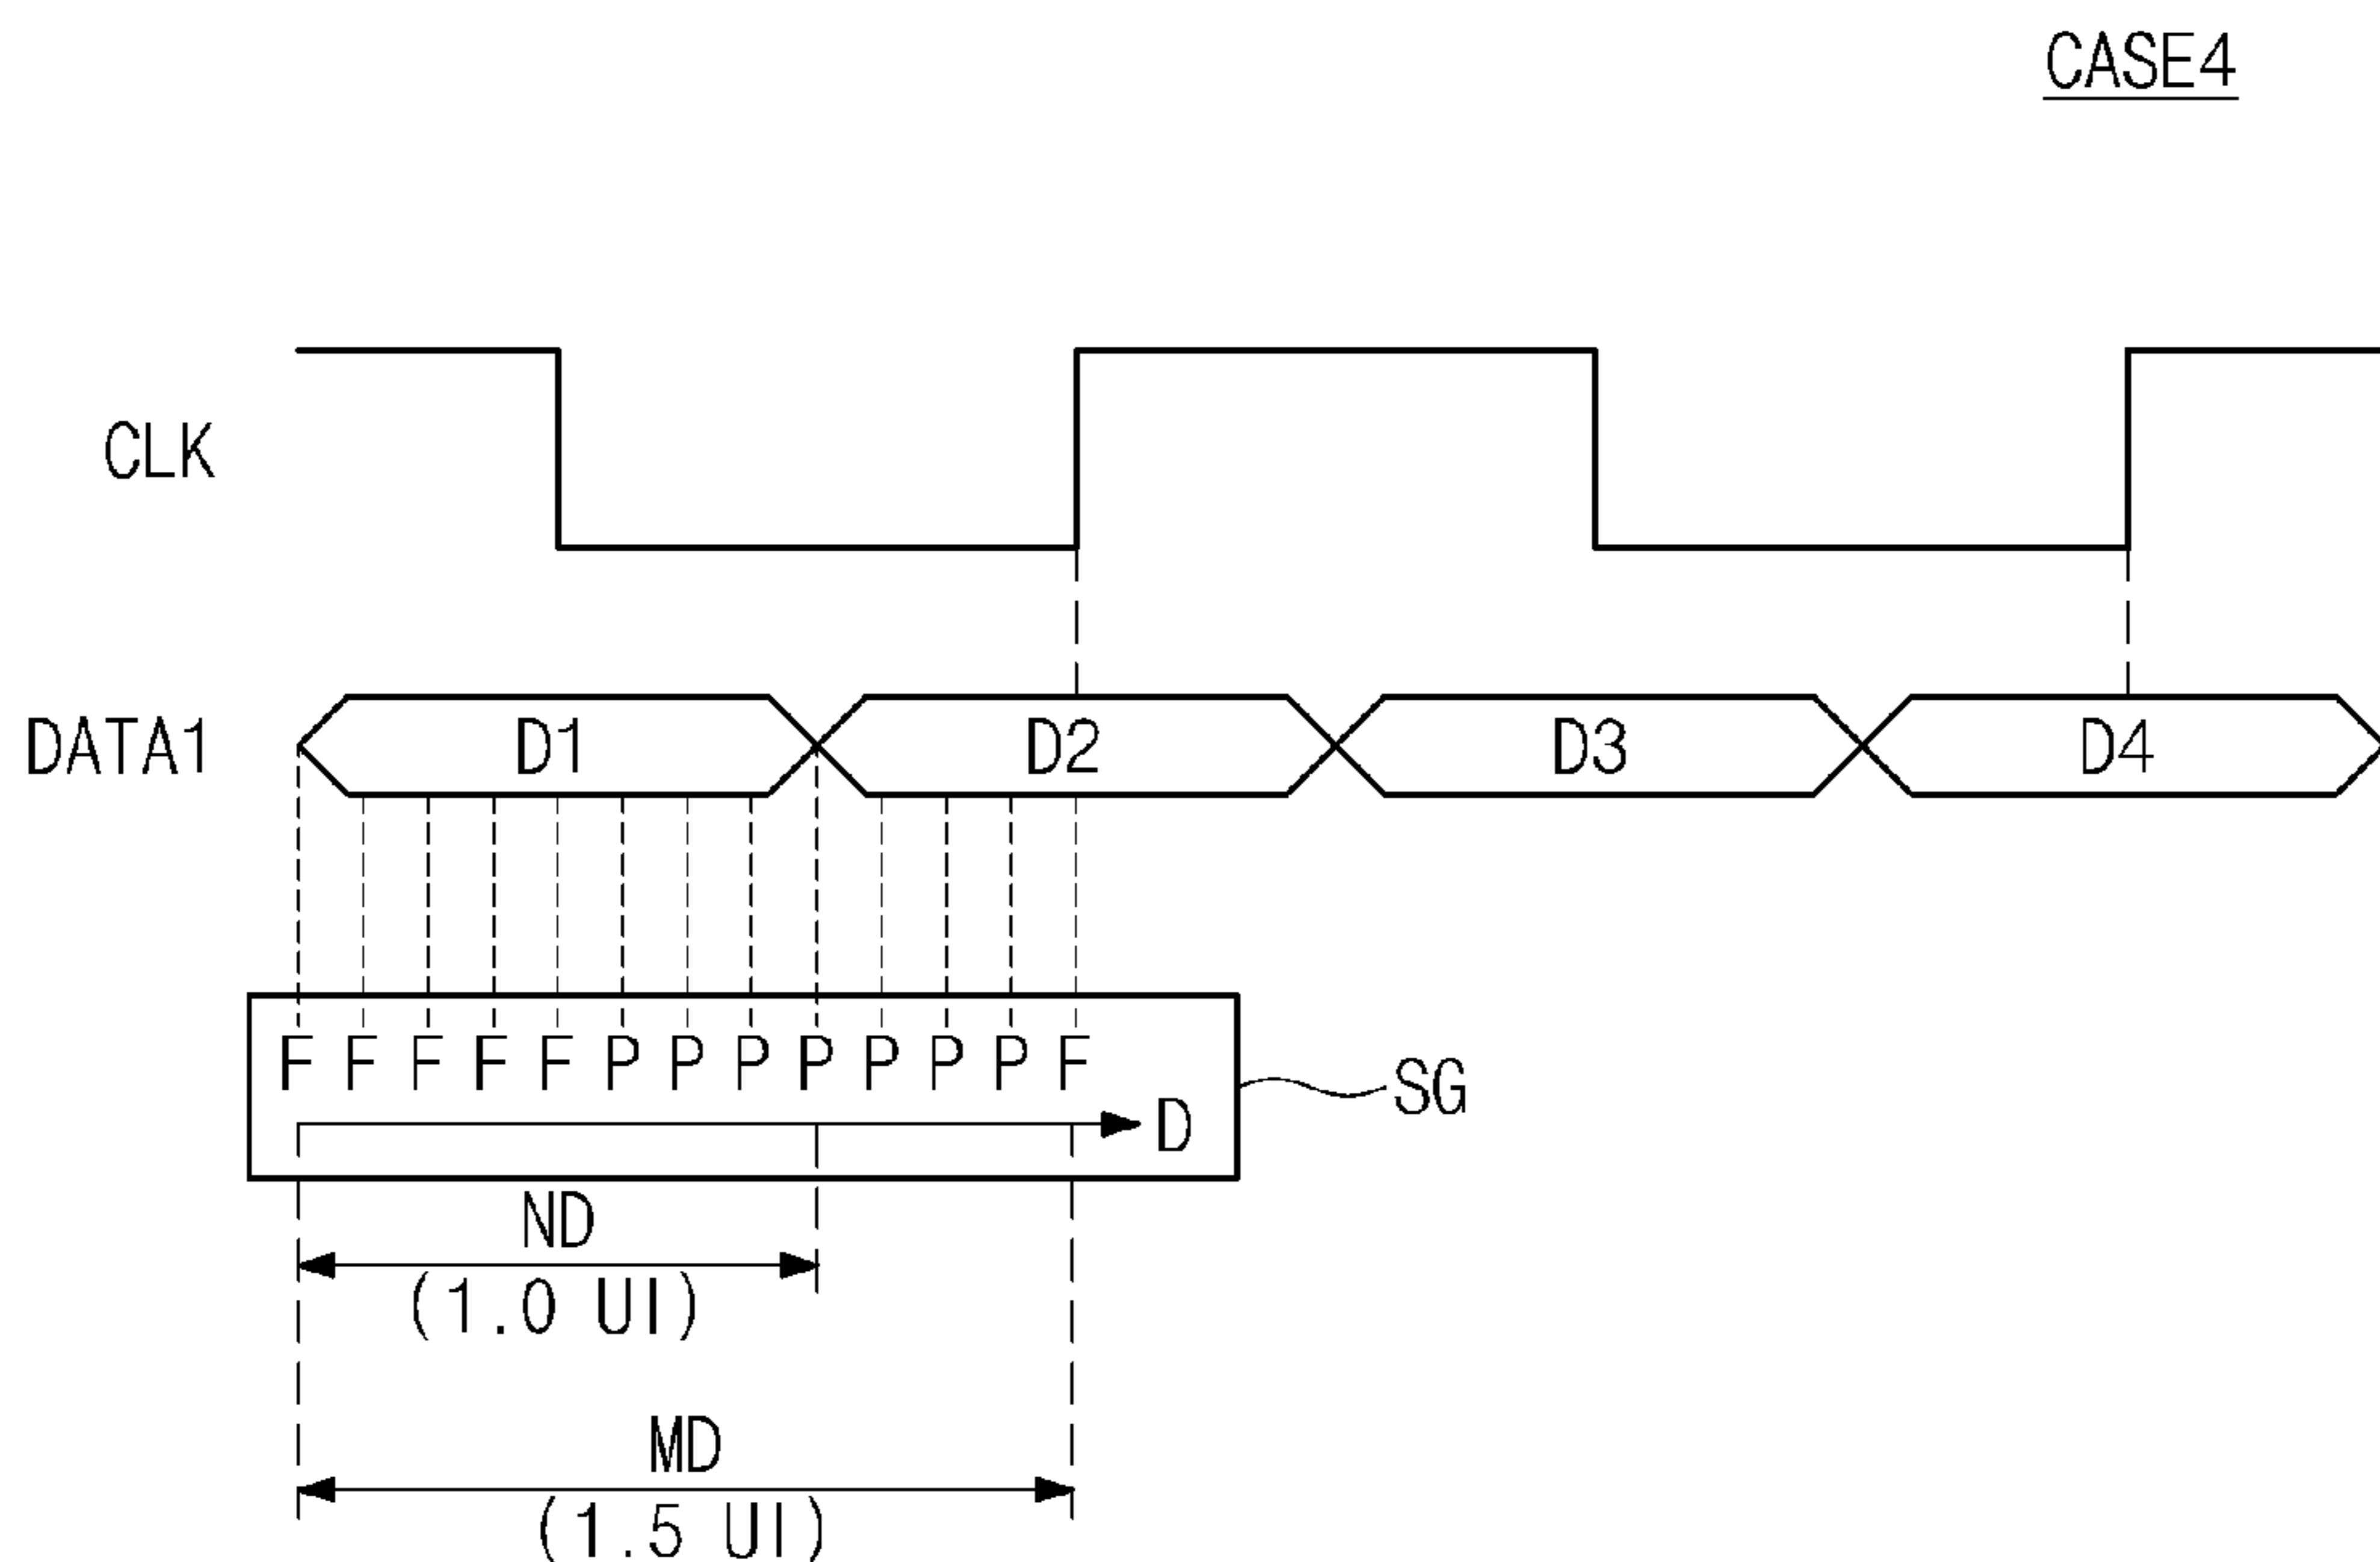 CASE4
CLK
DATA1 D1 D2 D3 D4
F F F F F P P P P P P P F
SG
D
ND
(1.0 UI)
MD
(1.5 UI)